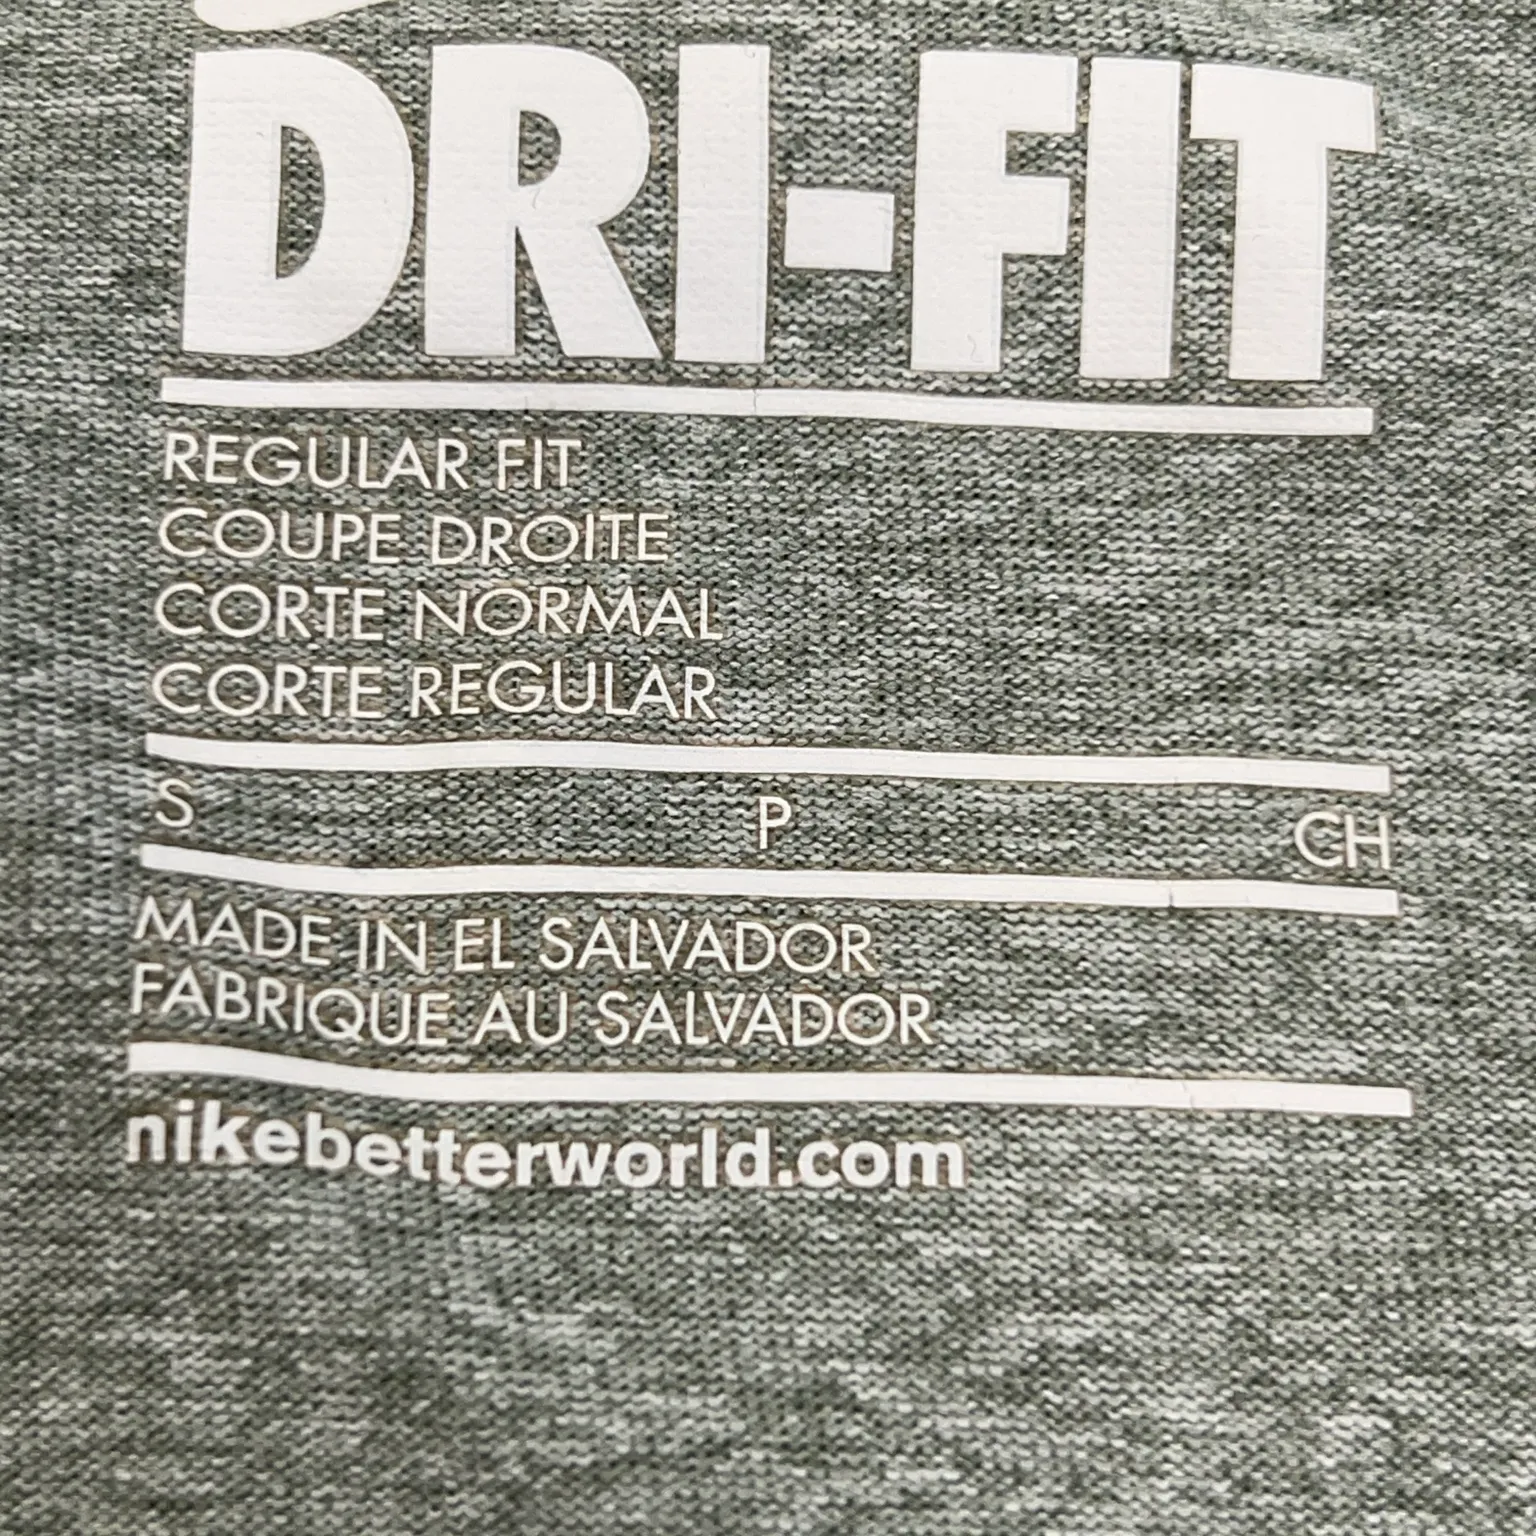 DRI-FIT
REGULAR FIT
COUPE DROITE
CORTE NORMAL
CORTE REGULAR
S P CH
MADE IN EL SALVADOR
FABRIQUE AU SALVADOR
nikebetterworld.com